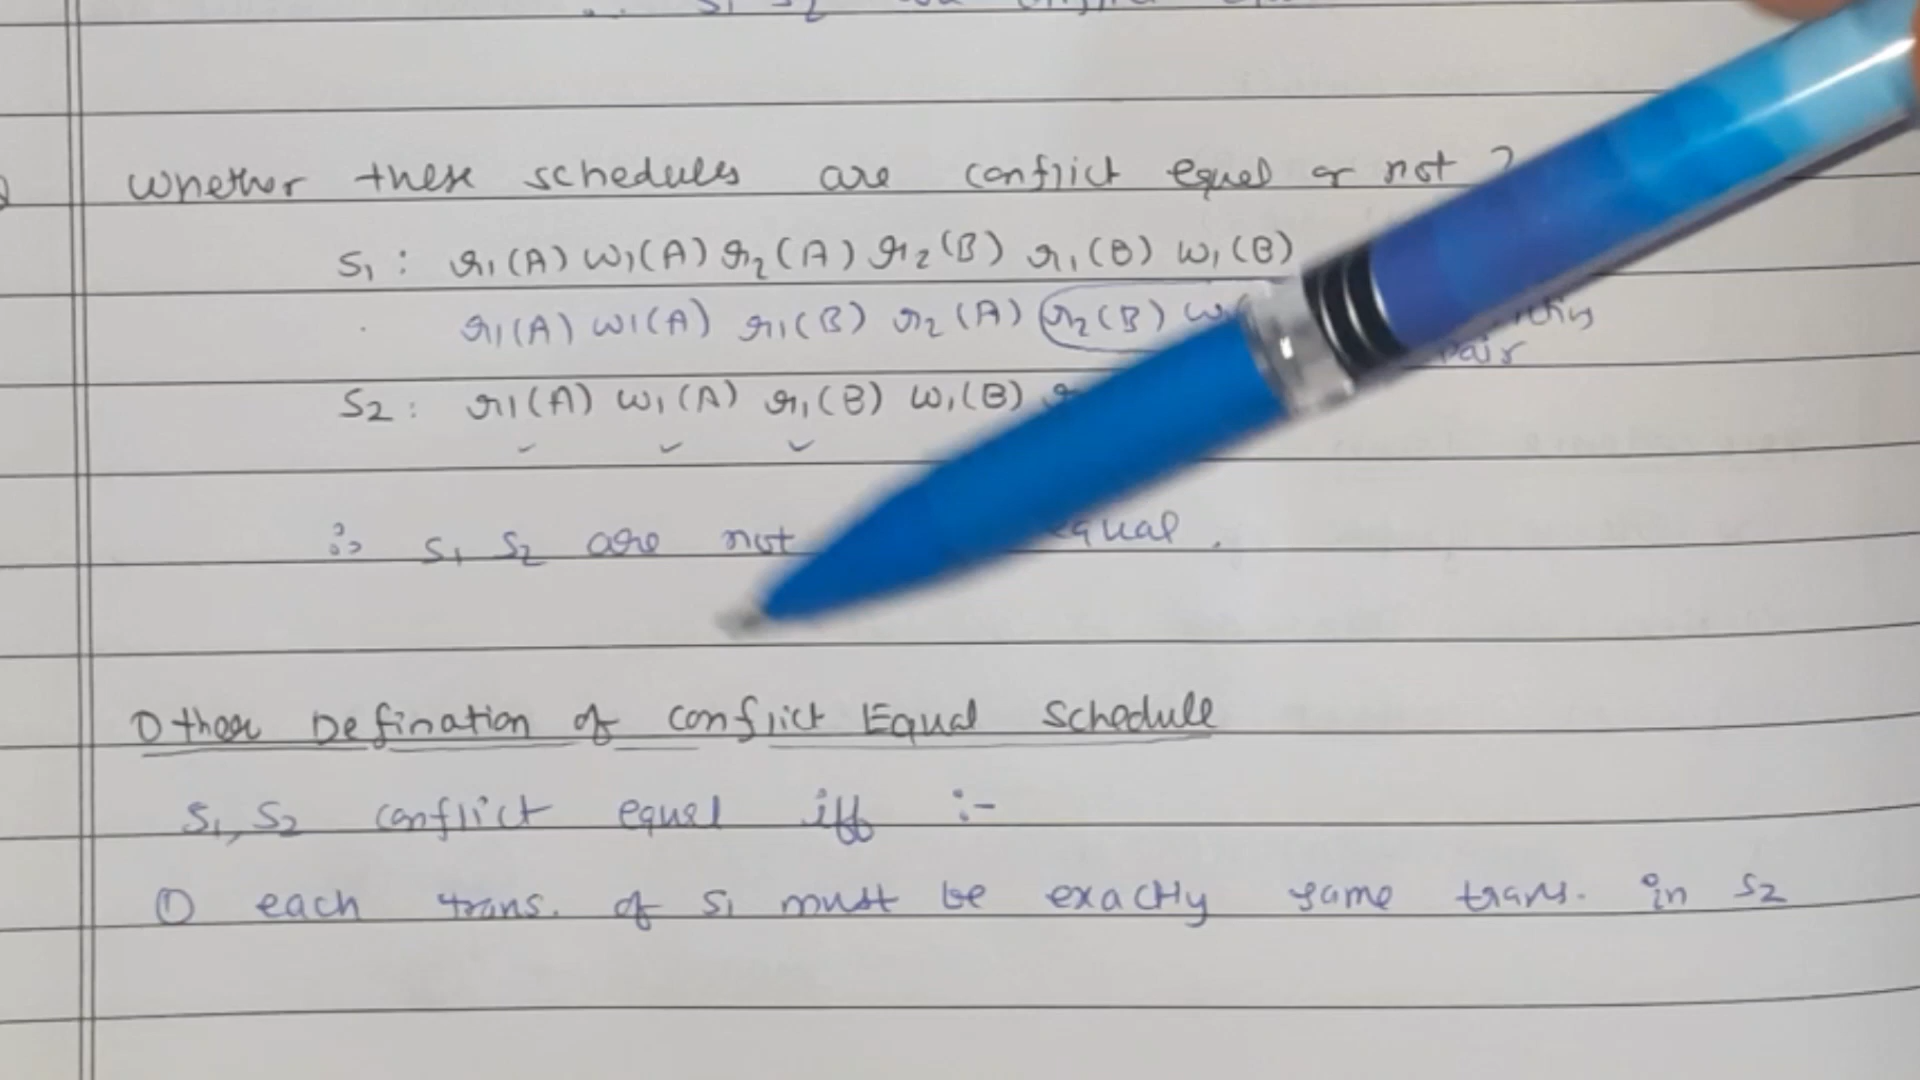 Whether these schedules are conflict equal or not ?
S1 : r1(A) w1(A) r2(A) r2(B) r1(B) w1(B)
r1(A) w1(A) r1(B) r2(A) r2(B) pair
S2 : r1(A) w1(A) r1(B) w1(B)
∴ S1 S2 are not equal .
Other Defination of conflict Equal Schedule
S1, S2 conflict equal iff :-
① each trans. of S1 must be exactly same trans. in S2